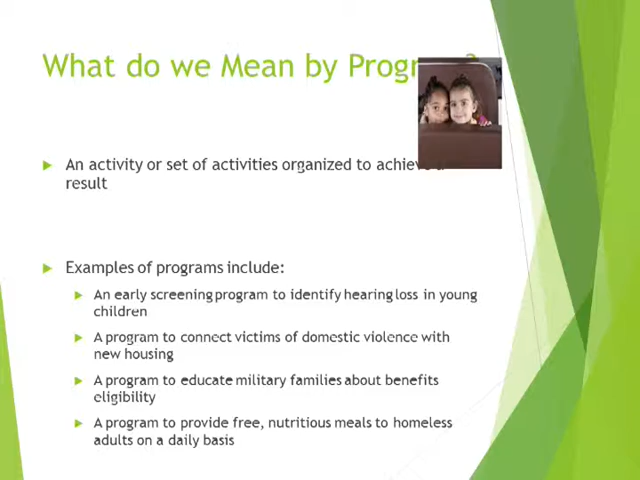 What do we Mean by Progr ?
An activity or set of activities organized to achieve a
result
Examples of programs include:
An early screening program to identify hearing loss in young
children
A program to connect victims of domestic violence with
new housing
A program to educate military families about benefits
eligibility
A program to provide free, nutritious meals to homeless
adults on a daily basis